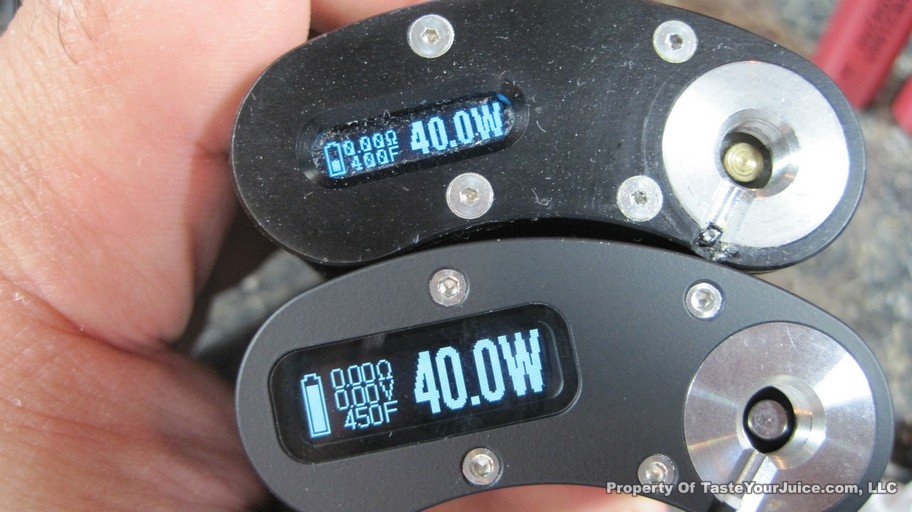 0.00Ω
400F
40.0W
0.00Ω
0.00V
450F
40.0W
Property Of TasteYourJuice.com, LLC